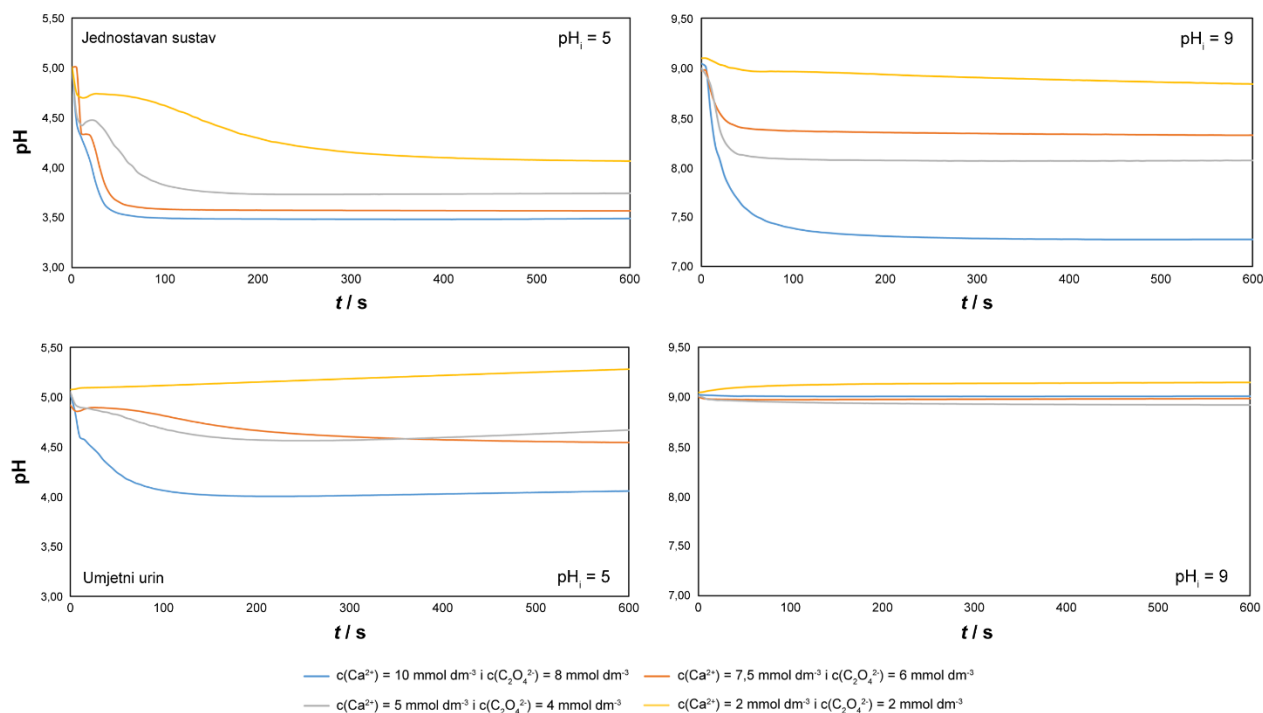 Jednostavan sustav
pH
5,50
5,00
4,50
4,00
3,50
3,00
0 100 200 300 400 500 600
t / s
pHi = 5
9,50
9,00
8,50
8,00
7,50
7,00
0 100 200 300 400 500 600
t / s
pHi = 9
pH
5,50
5,00
4,50
4,00
3,50
3,00
0 100 200 300 400 500 600
t / s
Umjetni urin
pHi = 5
9,50
9,00
8,50
8,00
7,50
7,00
0 100 200 300 400 500 600
t / s
pHi = 9
c(Ca²⁺) = 10 mmol dm⁻³ i c(C₂O₄²⁻) = 8 mmol dm⁻³
c(Ca²⁺) = 7,5 mmol dm⁻³ i c(C₂O₄²⁻) = 6 mmol dm⁻³
c(Ca²⁺) = 5 mmol dm⁻³ i c(C₂O₄²⁻) = 4 mmol dm⁻³
c(Ca²⁺) = 2 mmol dm⁻³ i c(C₂O₄²⁻) = 2 mmol dm⁻³